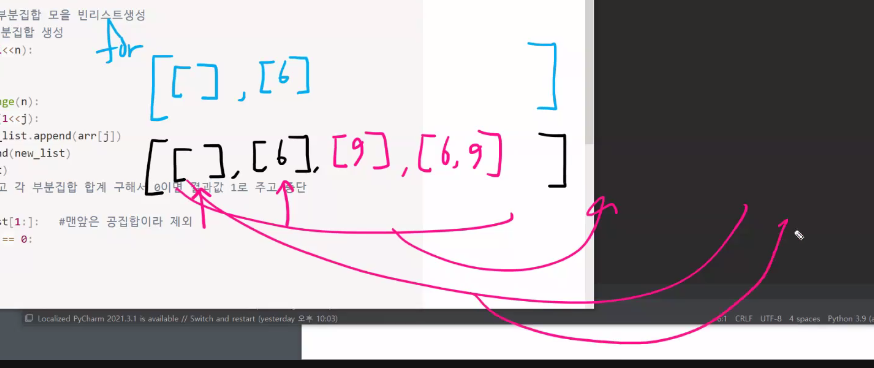 부분집합 모을 빈리스트생성
분집합 생성
<<n):
for
[[ ], [6] ]
nge(n):
1<<j):
_list.append(arr[j])
nd(new_list)
[[ ], [6], [9], [6,9] ]
고 각 부분집합 합계 구해서 0이면 결과값 1로 주고 중단
st[1:]: #맨앞은 공집합이라 제외
== 0:
Localized PyCharm 2021.3.1 is available // Switch and restart (yesterday 오후 10:03)
6:1 CRLF UTF-8 4 spaces Python 3.9